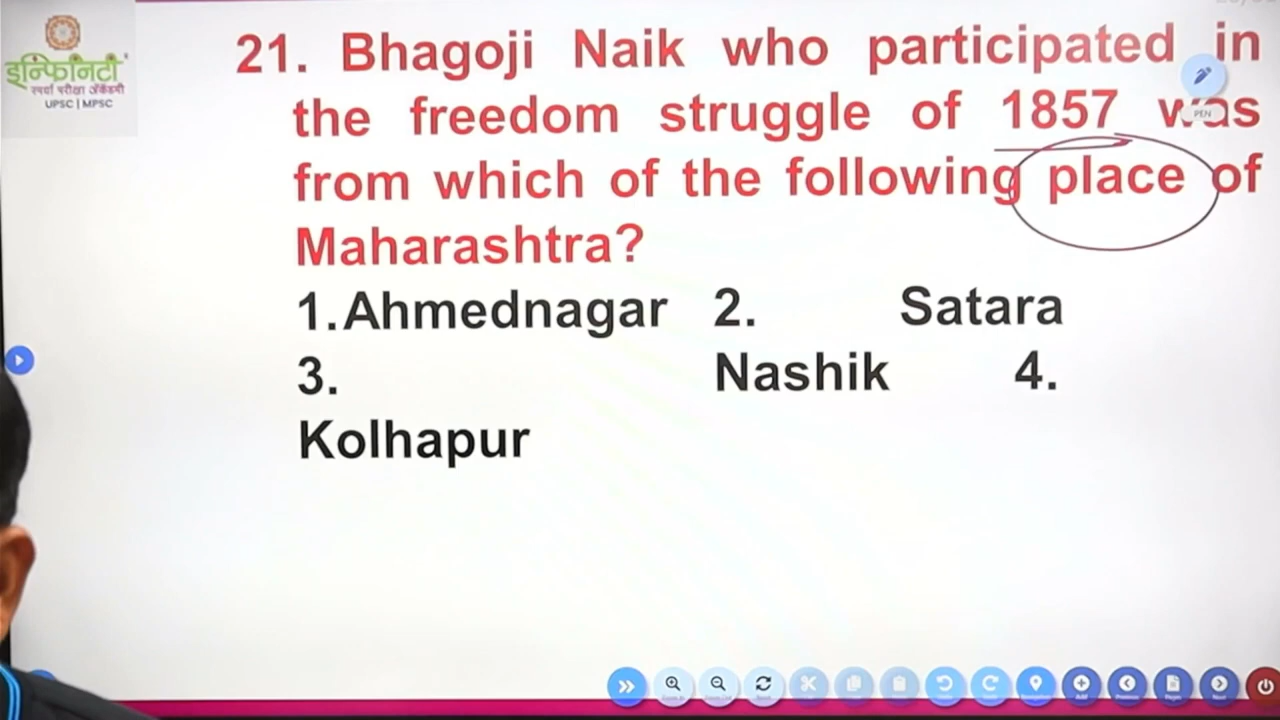 इन्फिनिटी
स्पर्धा परीक्षा अ‍ॅकॅडमी
UPSC | MPSC
21. Bhagoji Naik who participated in
the freedom struggle of 1857 was
PEN
from which of the following place of
Maharashtra?
1.Ahmednagar 2. Satara
3. Nashik 4.
Kolhapur